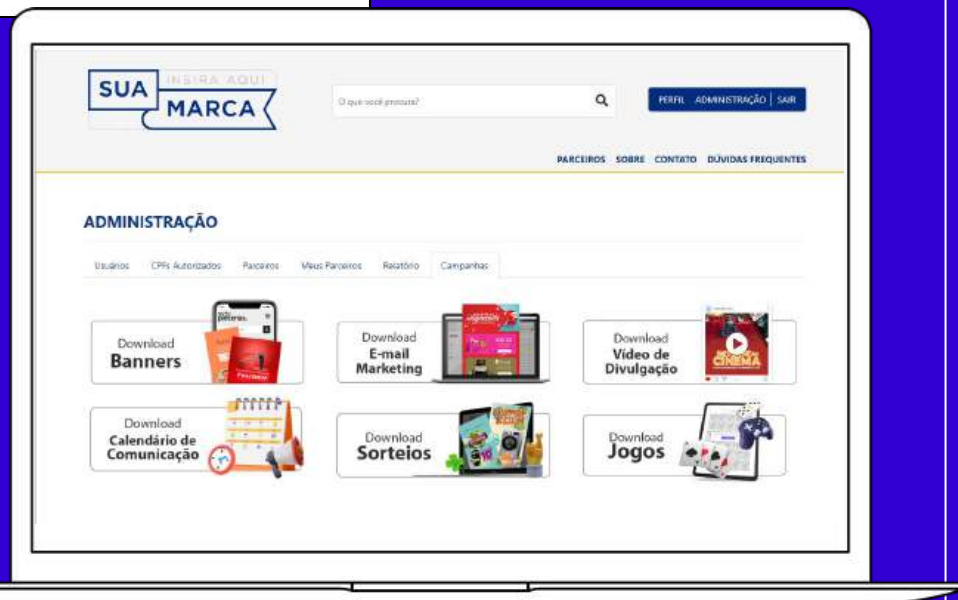 INSIRA AQUI
SUA
MARCA
O que você procura?
PERFIL ADMINISTRAÇÃO | SAIR
PARCEIROS SOBRE CONTATO DÚVIDAS FREQUENTES
ADMINISTRAÇÃO
Usuários CPFs Autorizados Parceiros Meus Parceiros Relatório Campanhas
Download
Banners
Download
E-mail
Marketing
Download
Vídeo de
Divulgação
CINEMA
Download
Calendário de
Comunicação
Download
Sorteios
10
Download
Jogos